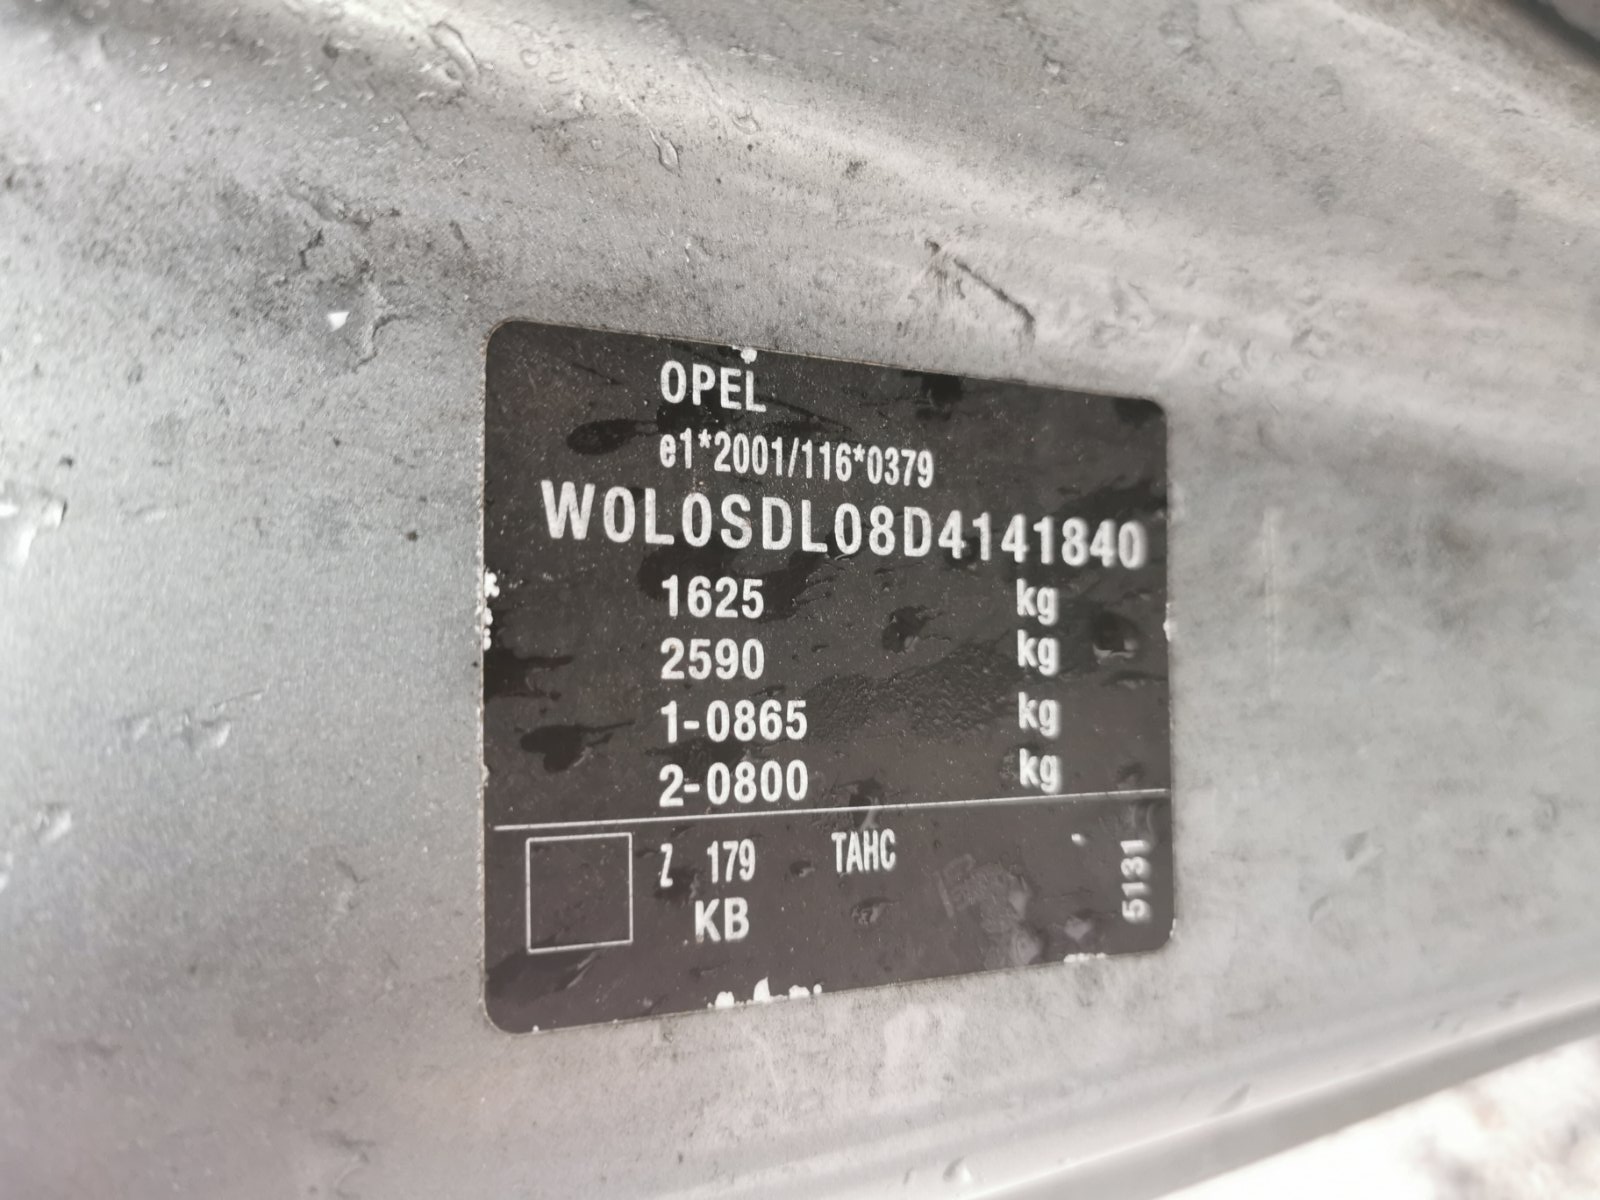 OPEL
e1*2001/116*0379
W0L0SDL08D4141840
1625 kg
2590 kg
1-0865 kg
2-0800 kg
Z 179 TAHC
KB
5131